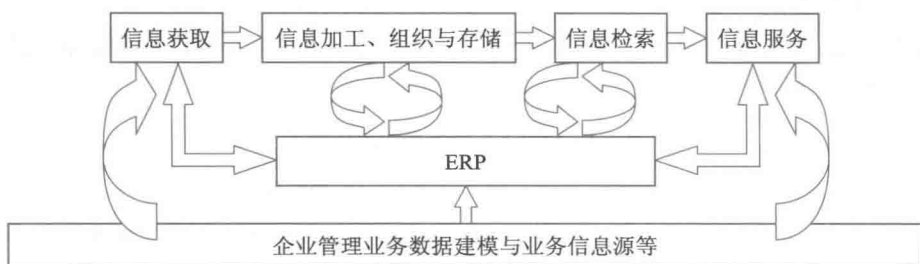 信息获取
信息加工、组织与存储
信息检索
信息服务
ERP
企业管理业务数据建模与业务信息源等